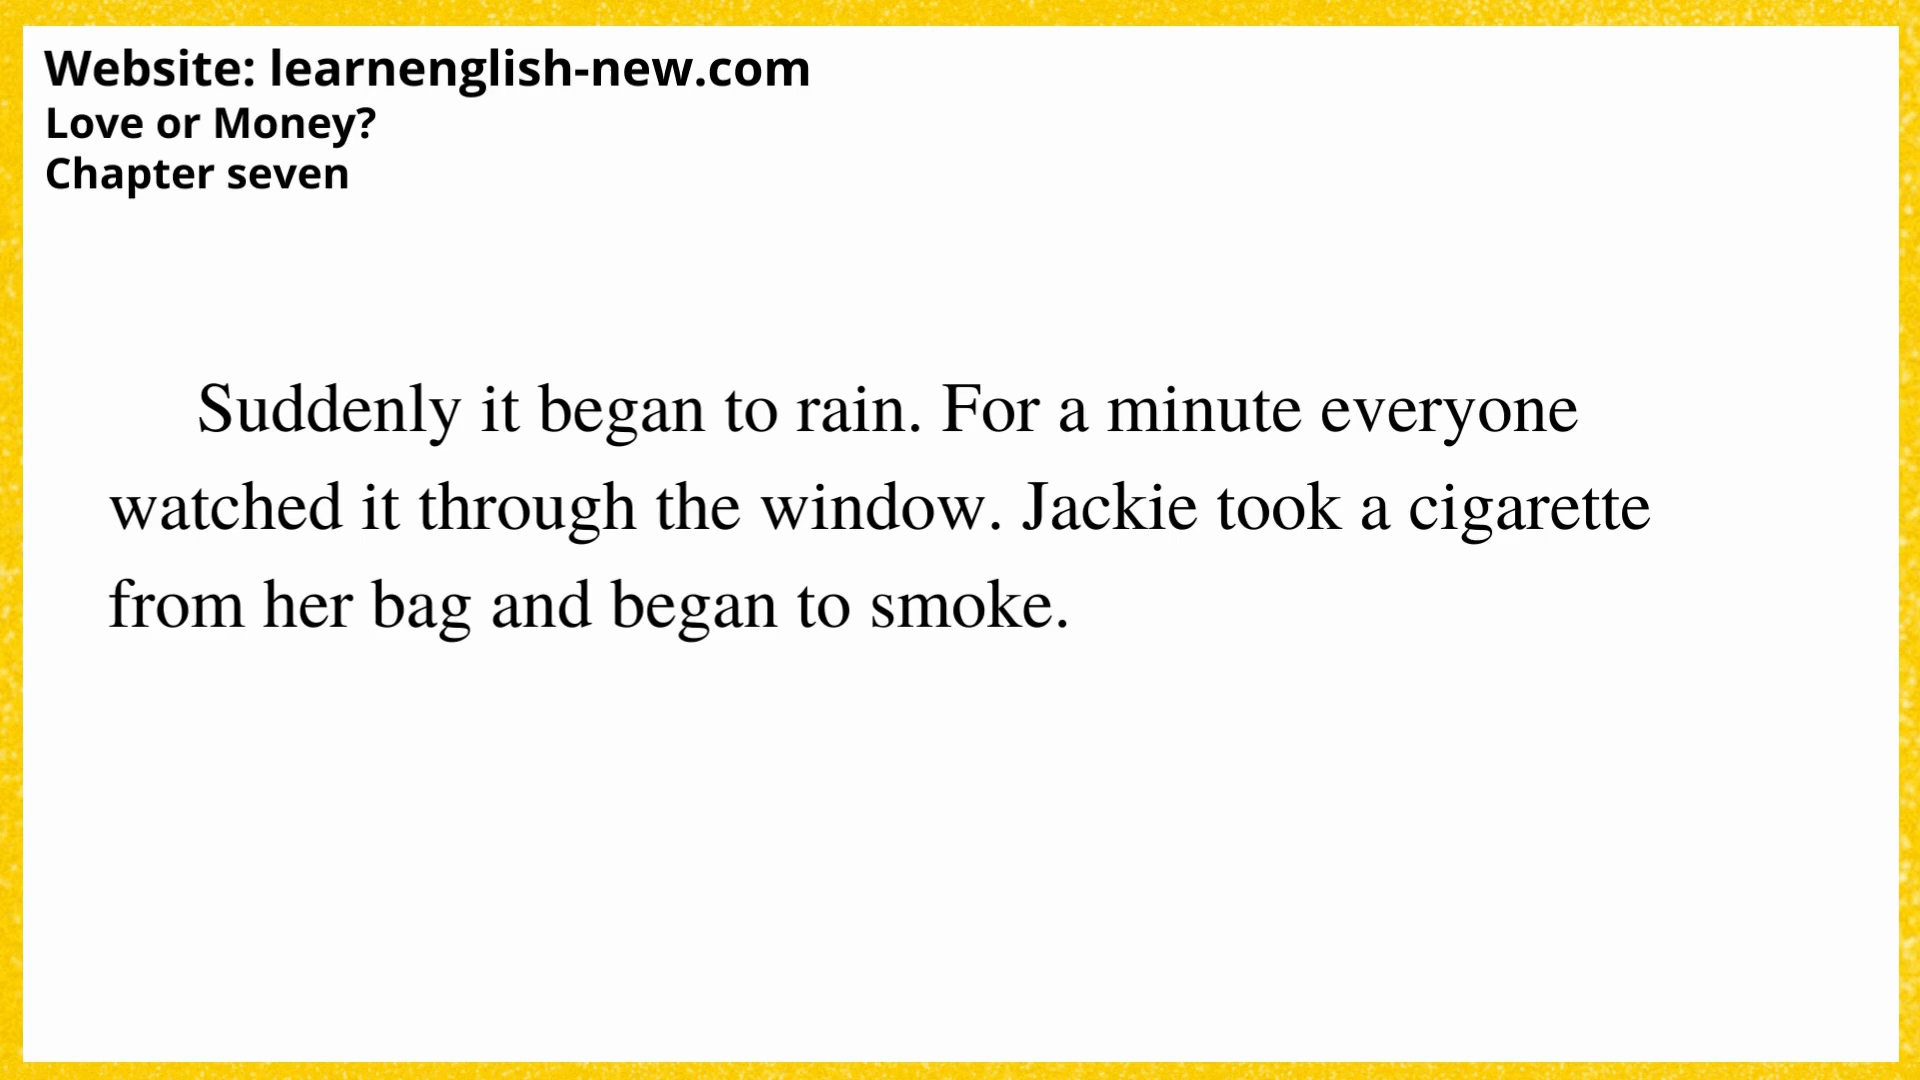 Website: learnenglish-new.com
Love or Money?
Chapter seven
Suddenly it began to rain. For a minute everyone
watched it through the window. Jackie took a cigarette
from her bag and began to smoke.